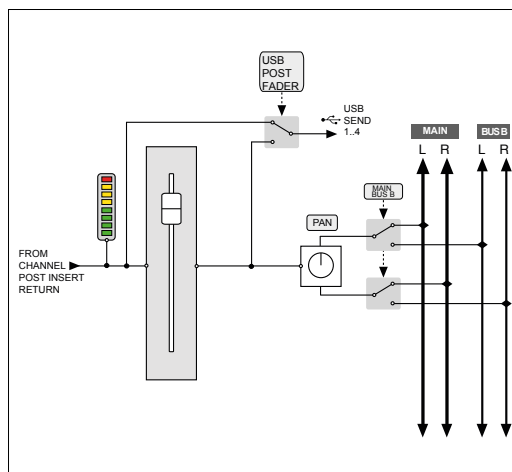 USB
POST
FADER
USB
SEND
1..4
MAIN
BUS B
L R
L R
MAIN
BUS B
PAN
FROM
CHANNEL
POST INSERT
RETURN